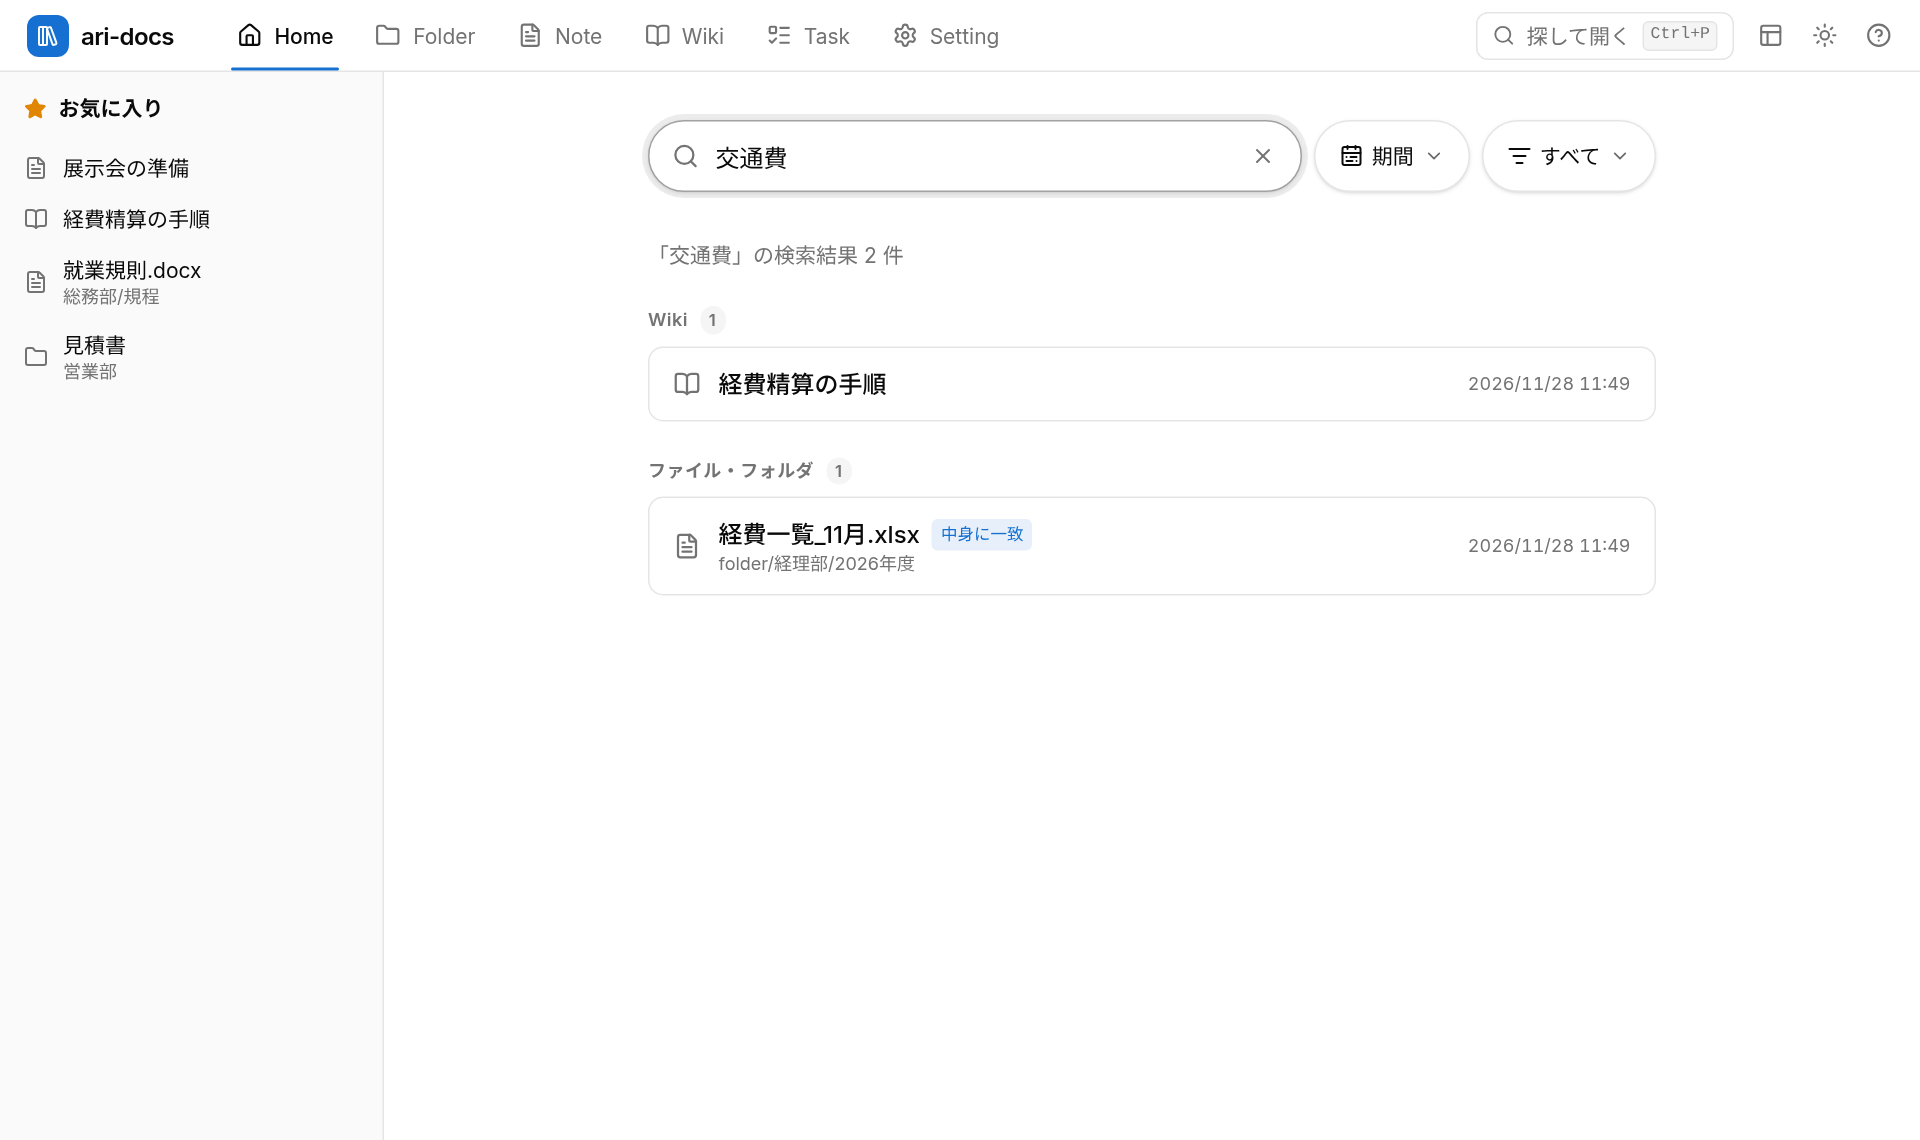 ari-docs
Home
Folder
Note
Wiki
Task
Setting
探して開く Ctrl+P
お気に入り
展示会の準備
経費精算の手順
就業規則.docx
総務部/規程
見積書
営業部
交通費
期間
すべて
「交通費」の検索結果 2 件
Wiki 1
経費精算の手順
2026/11/28 11:49
ファイル・フォルダ 1
経費一覧_11月.xlsx 中身に一致
folder/経理部/2026年度
2026/11/28 11:49